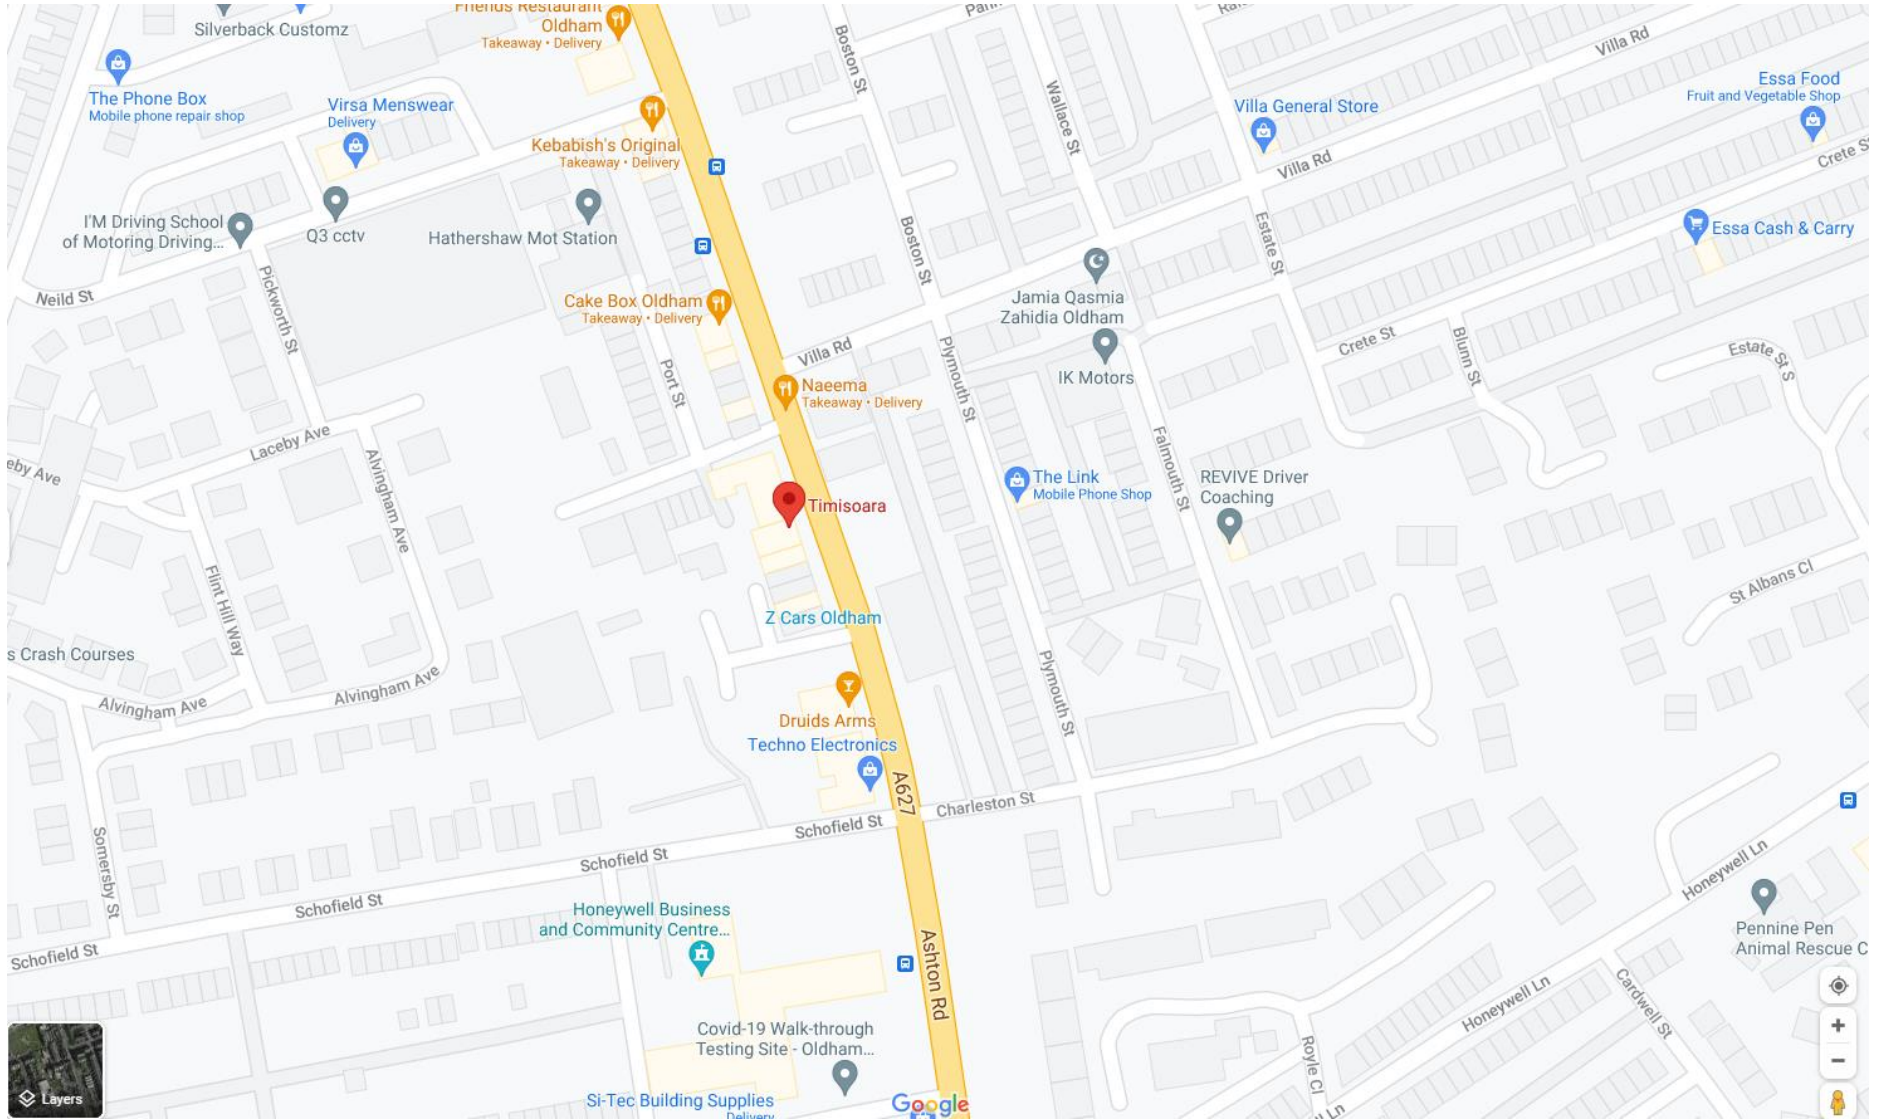 Friends Restaurant
Oldham
Takeaway • Delivery
Silverback Customz
Boston St
Villa Rd
Essa Food
Fruit and Vegetable Shop
The Phone Box
Mobile phone repair shop
Virsa Menswear
Delivery
Wallace St
Villa General Store
Kebabish's Original
Takeaway • Delivery
Villa Rd
Crete S
I'M Driving School
of Motoring Driving...
Q3 cctv
Hathershaw Mot Station
Boston St
Estate St
Essa Cash & Carry
Neild St
Pickworth St
Cake Box Oldham
Takeaway • Delivery
Jamia Qasmia
Zahidia Oldham
Villa Rd
Port St
Plymouth St
IK Motors
Crete St
Blunn St
Estate St S
Naeema
Takeaway • Delivery
Laceby Ave
eby Ave
Alvingham Ave
Falmouth St
The Link
Mobile Phone Shop
REVIVE Driver
Coaching
Timisoara
Flint Hill Way
St Albans Cl
Z Cars Oldham
s Crash Courses
Alvingham Ave
Alvingham Ave
Plymouth St
Druids Arms
Techno Electronics
A627
Charleston St
Schofield St
Somersby St
Schofield St
Schofield St
Schofield St
Honeywell Ln
Honeywell Business
and Community Centre...
Ashton Rd
Pennine Pen
Animal Rescue C
Honeywell Ln
Cardwell St
Covid-19 Walk-through
Testing Site - Oldham...
Royle Cl
Layers
Si-Tec Building Supplies
Delivery
Google
ll Ln